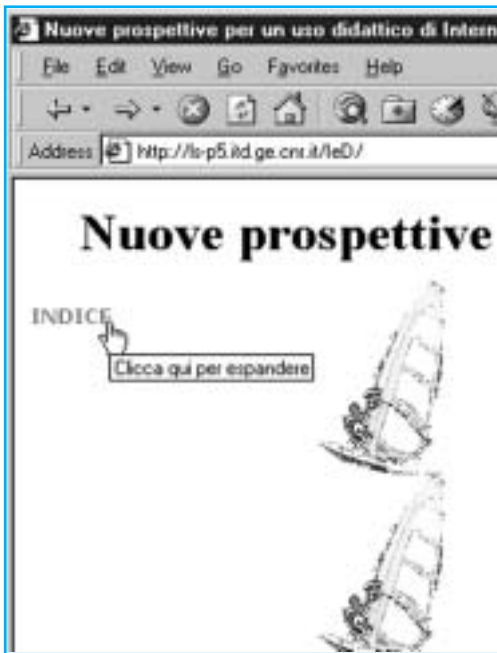 Nuove prospettive per un uso didattico di Intern
File Edit View Go Favorites Help
Address http://ls-p5.itd.ge.cnr.it/IeD/
Nuove prospettive
INDICE
Clicca qui per espandere